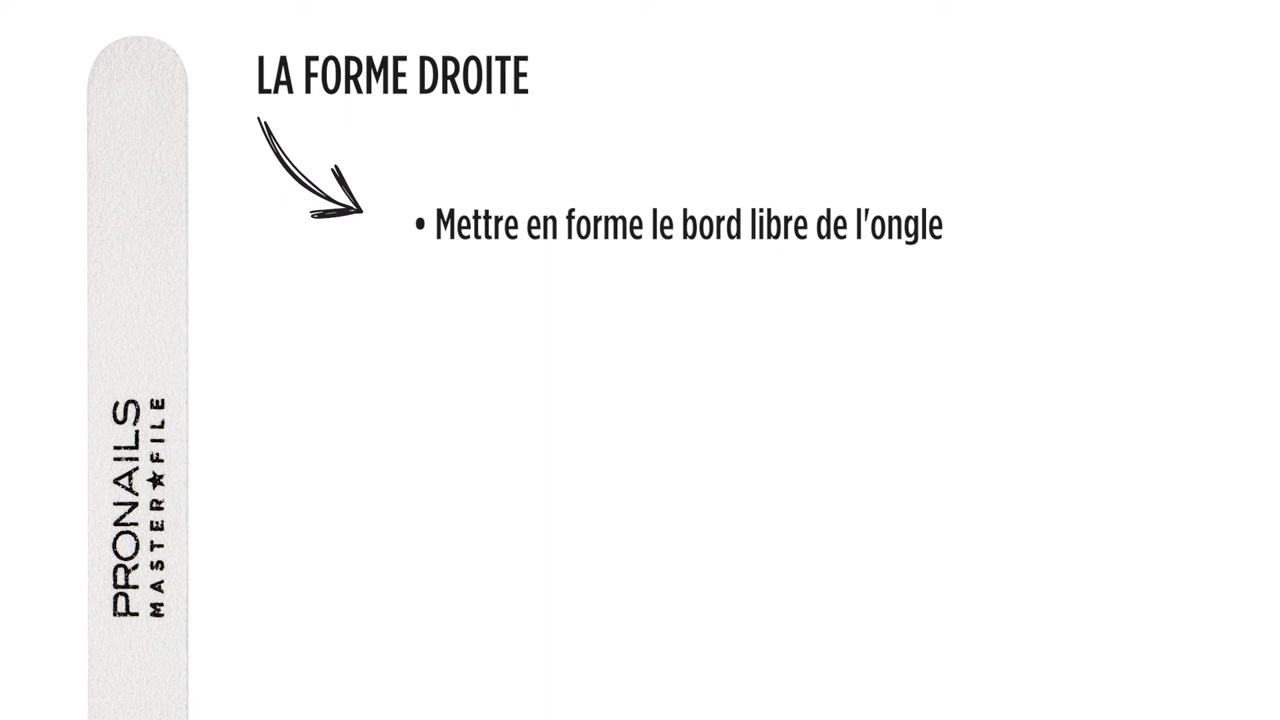 LA FORME DROITE
• Mettre en forme le bord libre de l'ongle
PRONAILS
MASTER★FILE